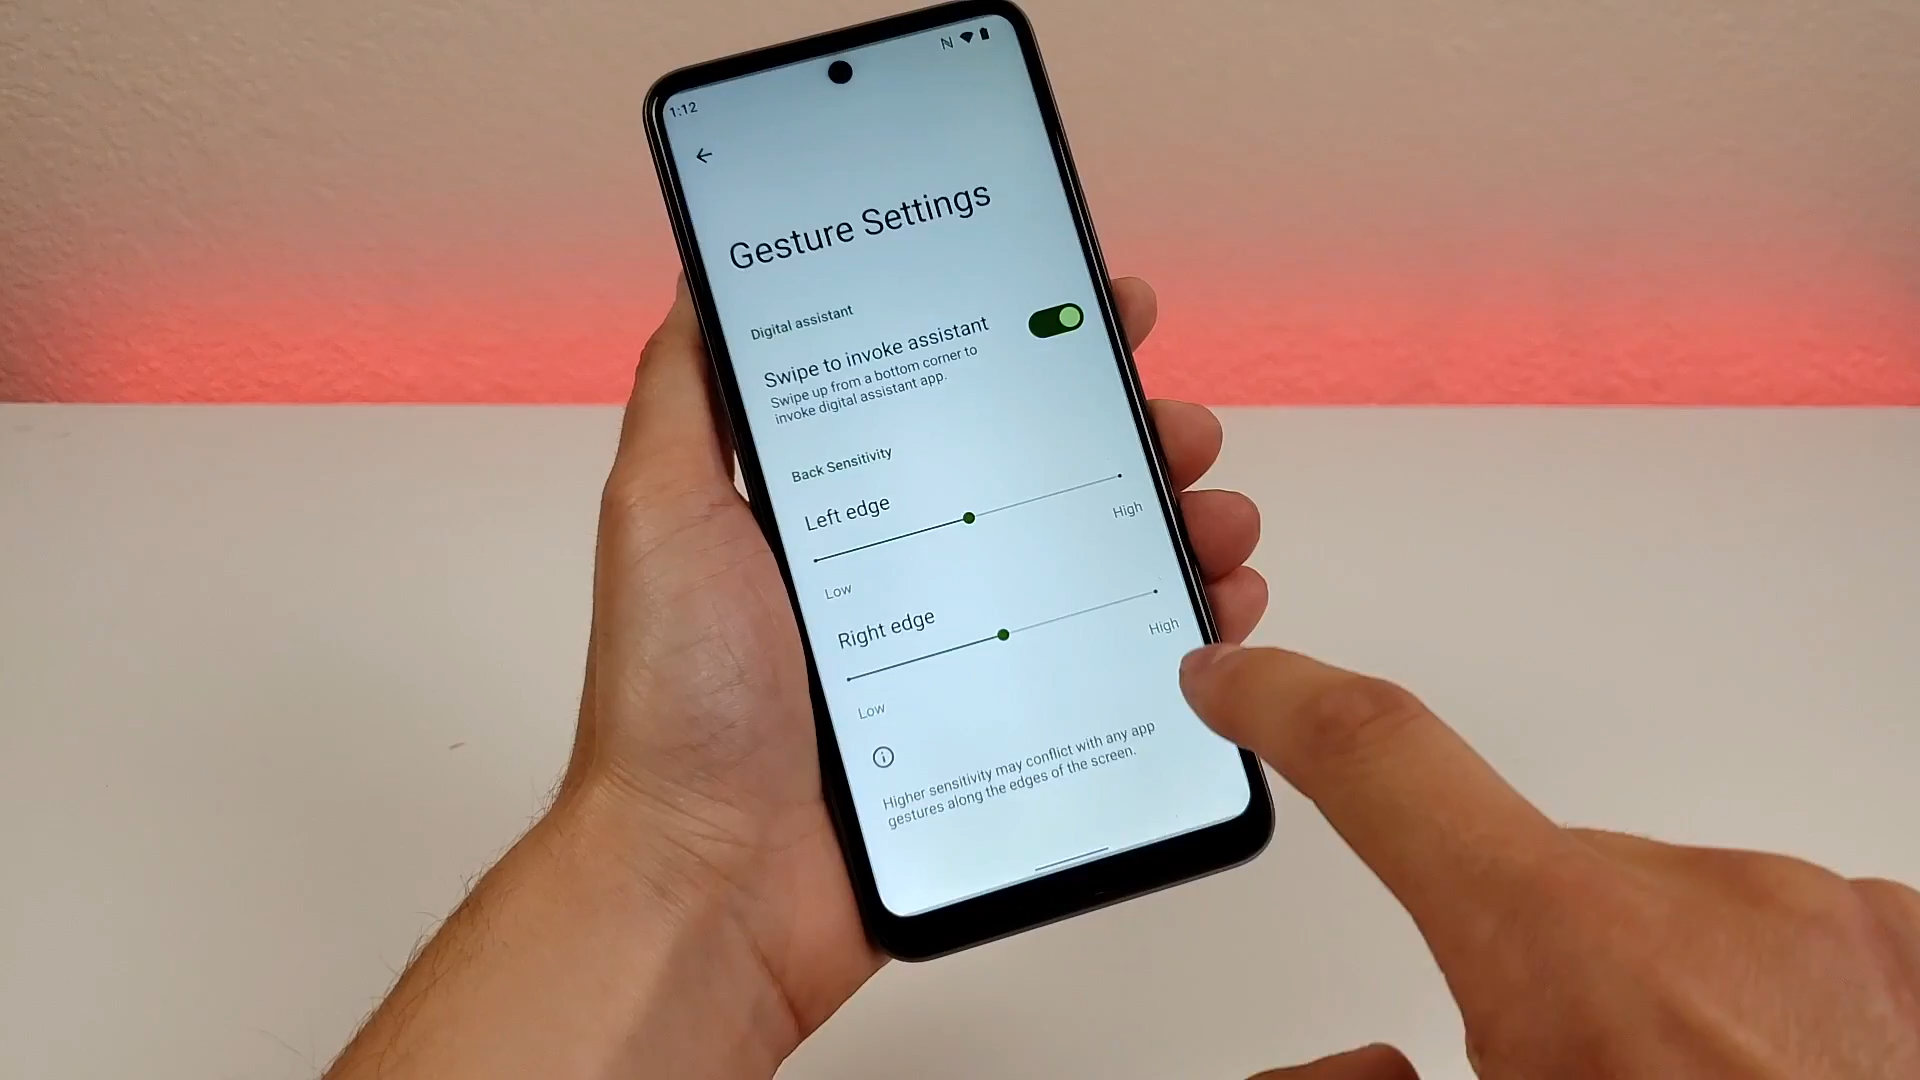 1:12
Gesture Settings
Digital assistant
Swipe to invoke assistant
Swipe up from a bottom corner to
invoke digital assistant app.
Back Sensitivity
Left edge
Low
High
Right edge
Low
High
Higher sensitivity may conflict with any app
gestures along the edges of the screen.